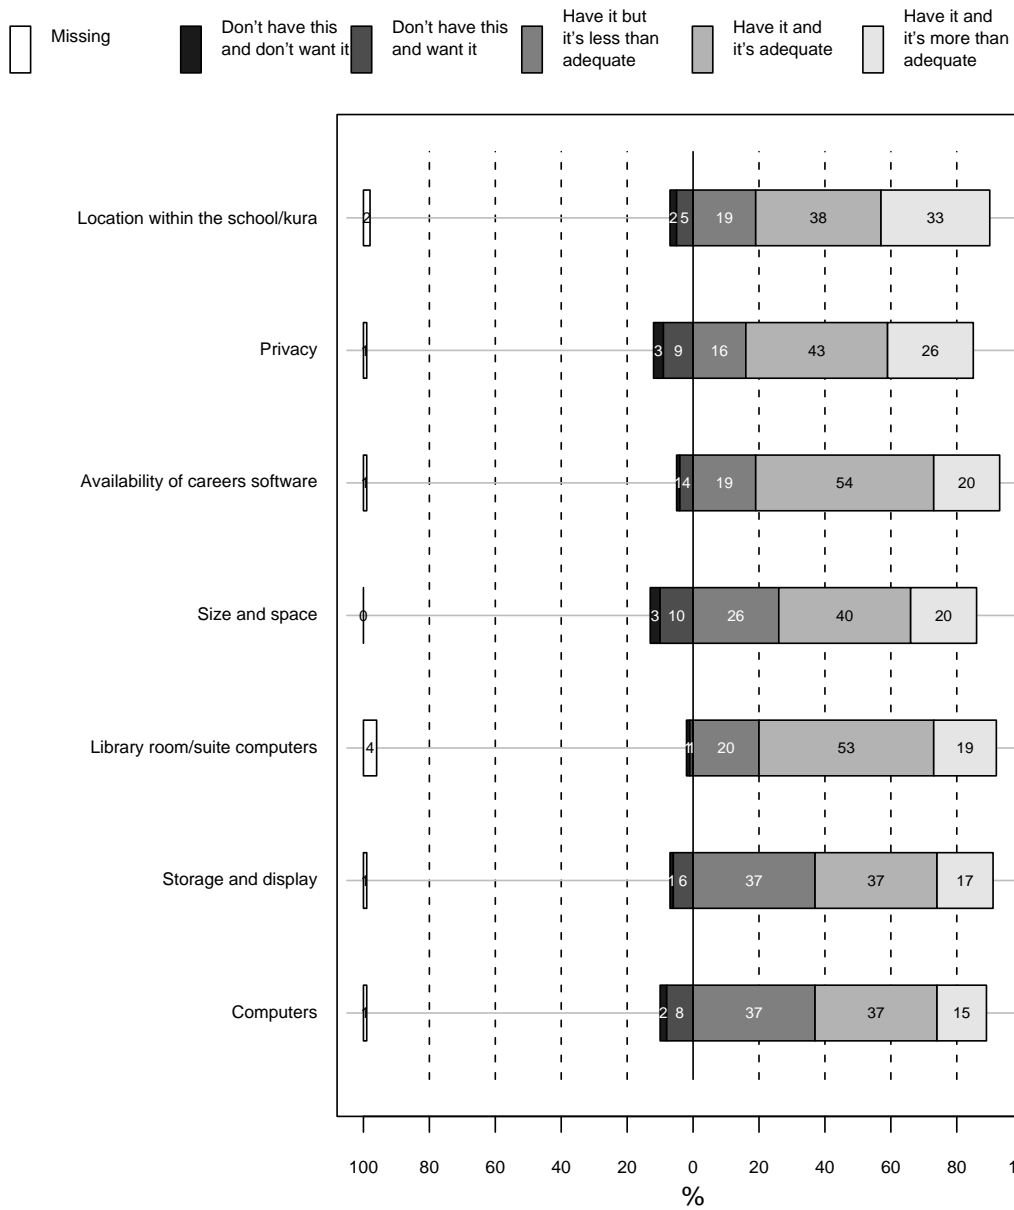 Missing
Don’t have this
and don’t want it
Don’t have this
and want it
Have it but
it’s less than
adequate
Have it and
it’s adequate
Have it and
it’s more than
adequate
Location within the school/kura 2 2 5 19 38 33
Privacy 1 3 9 16 43 26
Availability of careers software 1 1 4 19 54 20
Size and space 0 3 10 26 40 20
Library room/suite computers 4 1 1 20 53 19
Storage and display 1 1 6 37 37 17
Computers 1 2 8 37 37 15
100 80 60 40 20 0 20 40 60 80
%